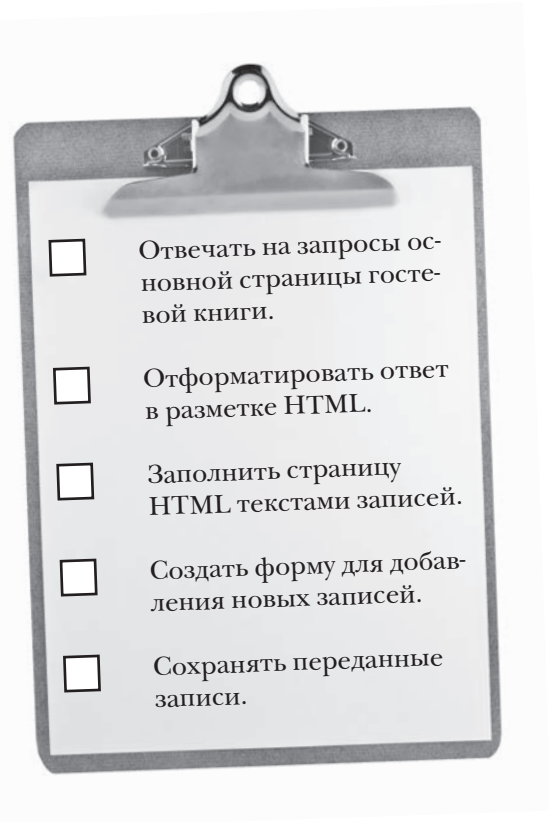 Отвечать на запросы ос-
новной страницы госте-
вой книги.
Отформатировать ответ
в разметке HTML.
Заполнить страницу
HTML текстами записей.
Создать форму для добав-
ления новых записей.
Сохранять переданные
записи.